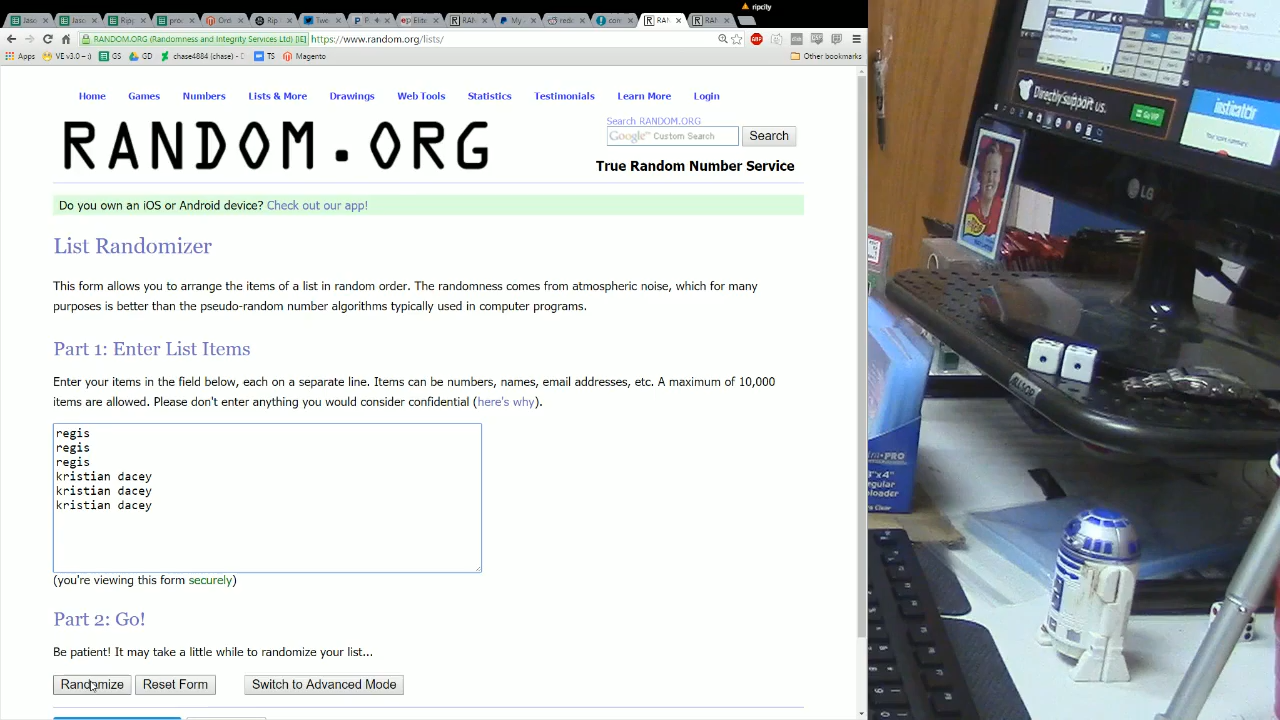 ripcity
RANDOM.ORG (Randomness and Integrity Services Ltd) [IE] https://www.random.org/lists/
Apps VE v3.0 - GS GD chase4884 (chase) - TS Magento Other bookmarks
Home Games Numbers Lists & More Drawings Web Tools Statistics Testimonials Learn More Login
Search RANDOM.ORG
RANDOM.ORG
Google™ Custom Search Search
True Random Number Service
Do you own an iOS or Android device? Check out our app!
List Randomizer
This form allows you to arrange the items of a list in random order. The randomness comes from atmospheric noise, which for many
purposes is better than the pseudo-random number algorithms typically used in computer programs.
Part 1: Enter List Items
Enter your items in the field below, each on a separate line. Items can be numbers, names, email addresses, etc. A maximum of 10,000
items are allowed. Please don't enter anything you would consider confidential (here's why).
regis
regis
regis
kristian dacey
kristian dacey
kristian dacey
(you're viewing this form securely)
Part 2: Go!
Be patient! It may take a little while to randomize your list...
Randomize Reset Form Switch to Advanced Mode
Directly support us.
Go VIP
LG
ALLSOP
PRO